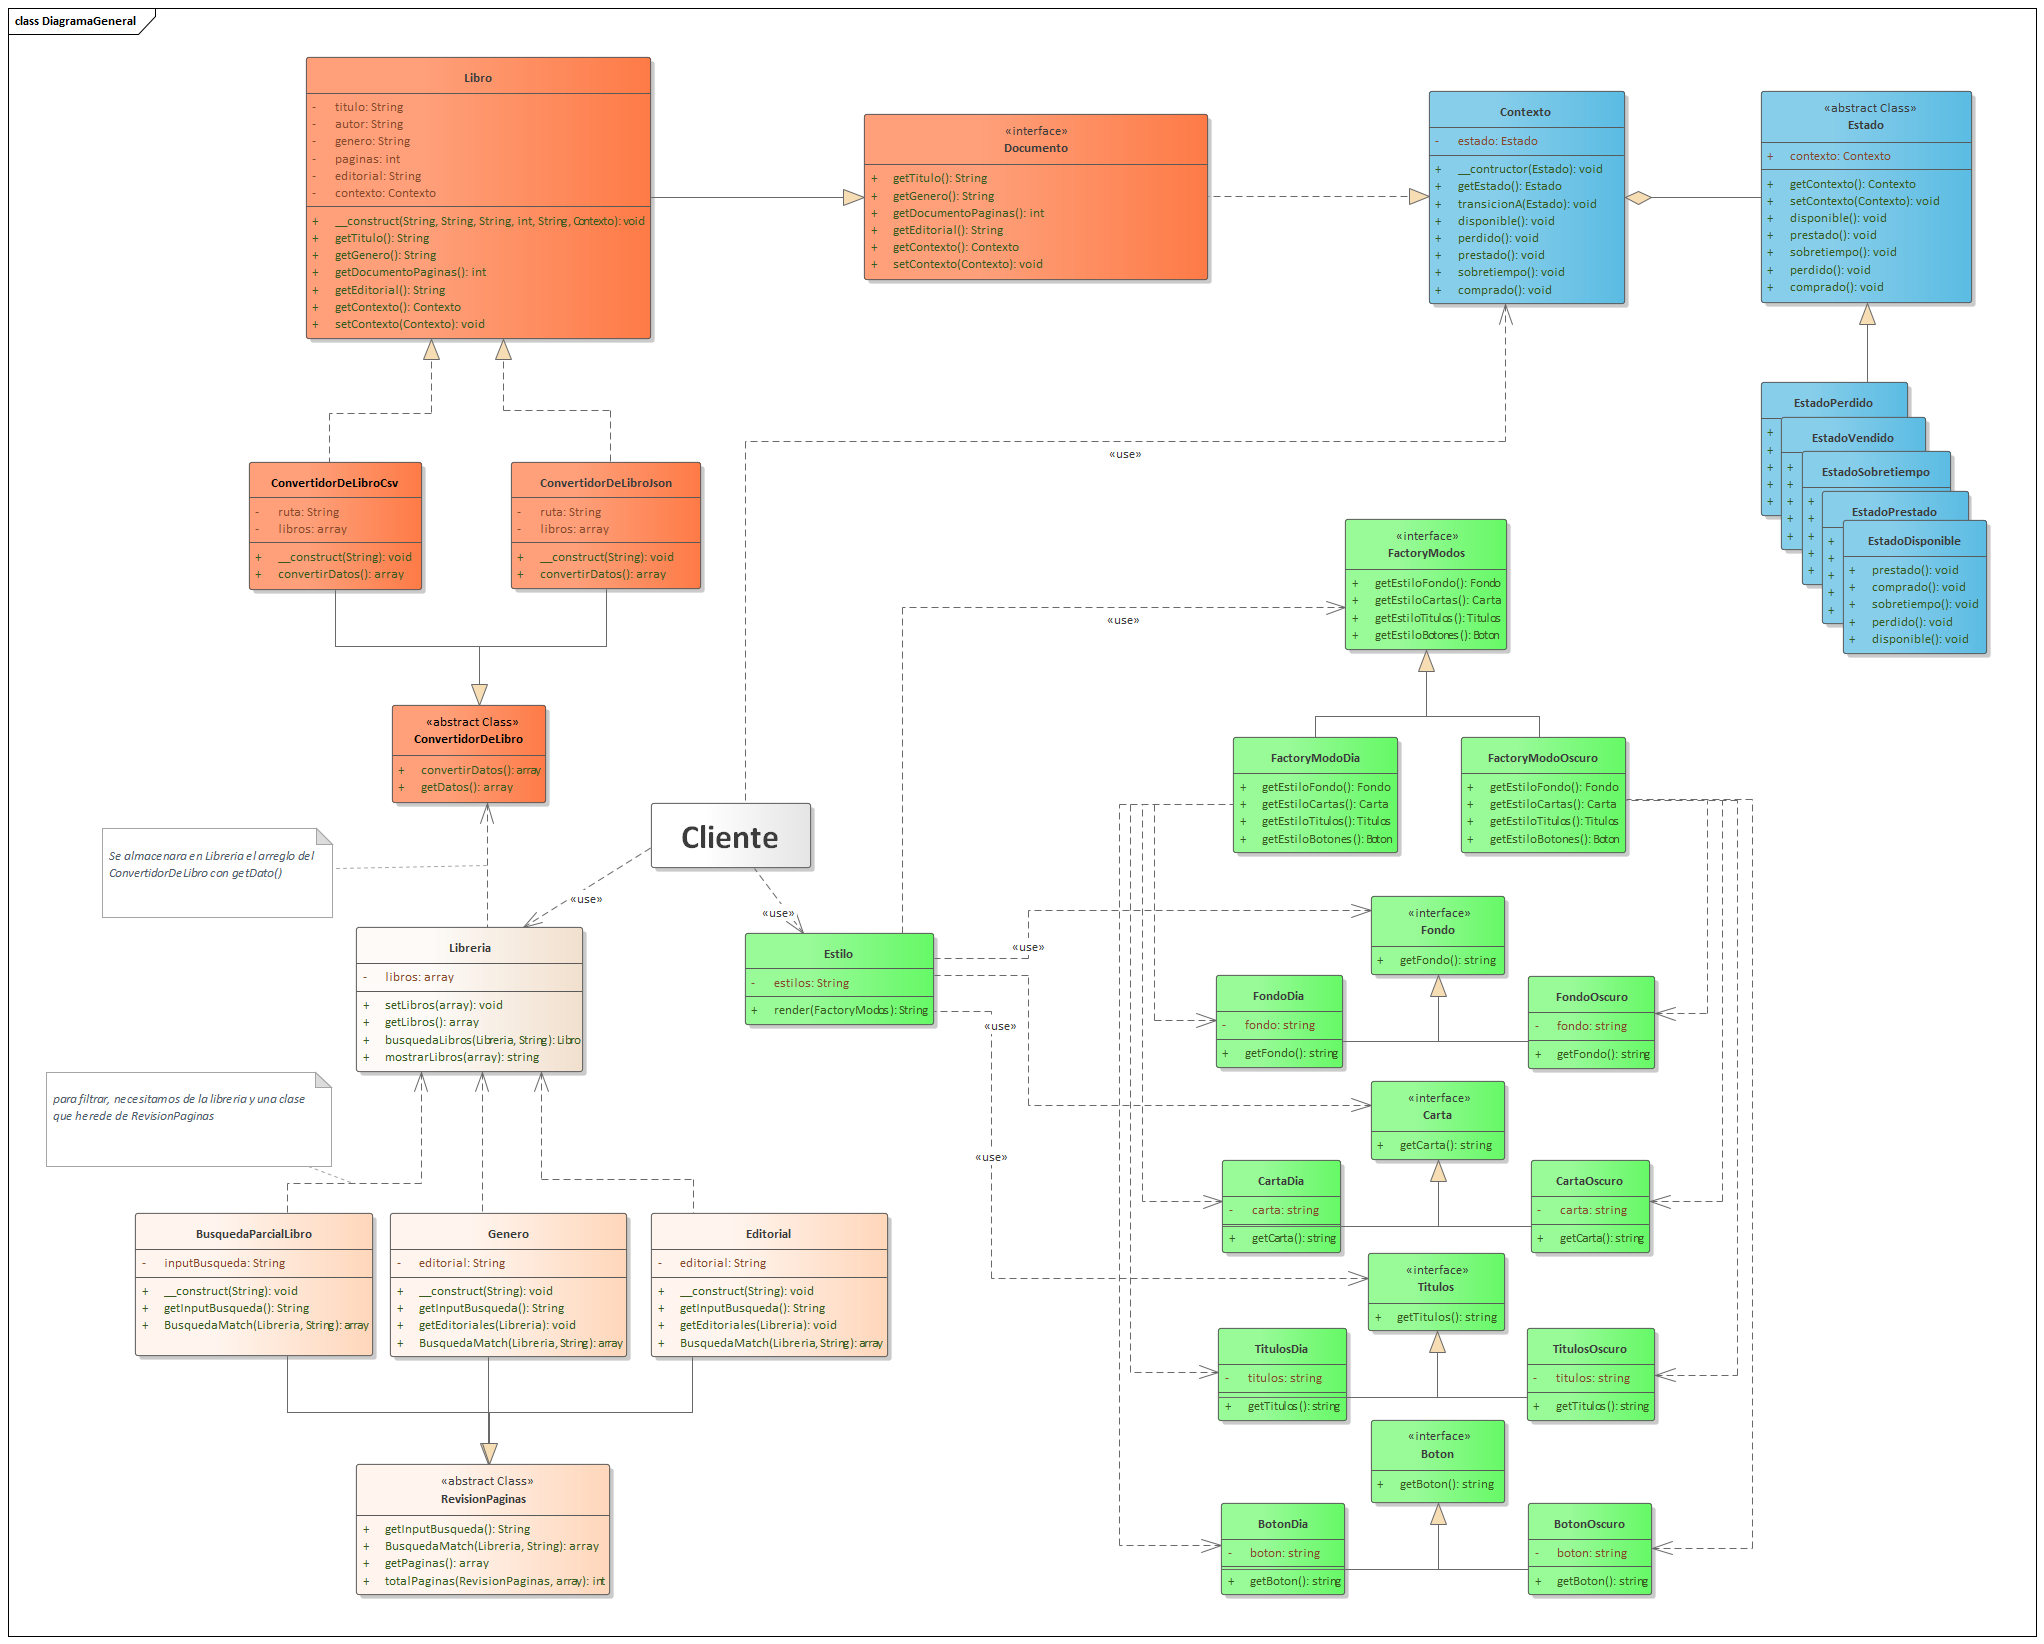 class DiagramaGeneral
Libro
- titulo: String
- autor: String
- genero: String
- paginas: int
- editorial: String
- contexto: Contexto
+ __construct(String, String, String, int, String, Contexto): void
+ getTitulo(): String
+ getGenero(): String
+ getDocumentoPaginas(): int
+ getEditorial(): String
+ getContexto(): Contexto
+ setContexto(Contexto): void
«interface»
Documento
+ getTitulo(): String
+ getGenero(): String
+ getDocumentoPaginas(): int
+ getEditorial(): String
+ getContexto(): Contexto
+ setContexto(Contexto): void
Contexto
- estado: Estado
+ __contructor(Estado): void
+ getEstado(): Estado
+ transicionA(Estado): void
+ disponible(): void
+ perdido(): void
+ prestado(): void
+ sobretiempo(): void
+ comprado(): void
«abstract Class»
Estado
+ contexto: Contexto
+ getContexto(): Contexto
+ setContexto(Contexto): void
+ disponible(): void
+ prestado(): void
+ sobretiempo(): void
+ perdido(): void
+ comprado(): void
EstadoPerdido
+
+
+
+
+
EstadoVendido
+
+
+
+
+
EstadoSobretiempo
+
+
+
+
+
EstadoPrestado
+
+
+
+
+
EstadoDisponible
+ prestado(): void
+ comprado(): void
+ sobretiempo(): void
+ perdido(): void
+ disponible(): void
ConvertidorDeLibroCsv
- ruta: String
- libros: array
+ __construct(String): void
+ convertirDatos(): array
ConvertidorDeLibroJson
- ruta: String
- libros: array
+ __construct(String): void
+ convertirDatos(): array
«use»
«interface»
FactoryModos
+ getEstiloFondo(): Fondo
+ getEstiloCartas(): Carta
+ getEstiloTitulos(): Titulos
+ getEstiloBotones(): Boton
«use»
«abstract Class»
ConvertidorDeLibro
+ convertirDatos(): array
+ getDatos(): array
FactoryModoDia
+ getEstiloFondo(): Fondo
+ getEstiloCartas(): Carta
+ getEstiloTitulos(): Titulos
+ getEstiloBotones(): Boton
FactoryModoOscuro
+ getEstiloFondo(): Fondo
+ getEstiloCartas(): Carta
+ getEstiloTitulos(): Titulos
+ getEstiloBotones(): Boton
Cliente
Se almacenara en Libreria el arreglo del
ConvertidorDeLibro con getDato()
«use»
«use»
Libreria
- libros: array
+ setLibros(array): void
+ getLibros(): array
+ busquedaLibros(Libreria, String): Libro
+ mostrarLibros(array): string
Estilo
- estilos: String
+ render(FactoryModos): String
«use»
«use»
«use»
«interface»
Fondo
+ getFondo(): string
FondoDia
- fondo: string
+ getFondo(): string
FondoOscuro
- fondo: string
+ getFondo(): string
para filtrar, necesitamos de la libreria y una clase
que herede de RevisionPaginas
«interface»
Carta
+ getCarta(): string
CartaDia
- carta: string
+ getCarta(): string
CartaOscuro
- carta: string
+ getCarta(): string
BusquedaParcialLibro
- inputBusqueda: String
+ __construct(String): void
+ getInputBusqueda(): String
+ BusquedaMatch(Libreria, String): array
Genero
- editorial: String
+ __construct(String): void
+ getInputBusqueda(): String
+ getEditoriales(Libreria): void
+ BusquedaMatch(Libreria, String): array
Editorial
- editorial: String
+ __construct(String): void
+ getInputBusqueda(): String
+ getEditoriales(Libreria): void
+ BusquedaMatch(Libreria, String): array
«interface»
Titulos
+ getTitulos(): string
TitulosDia
- titulos: string
+ getTitulos(): string
TitulosOscuro
- titulos: string
+ getTitulos(): string
«interface»
Boton
+ getBoton(): string
BotonDia
- boton: string
+ getBoton(): string
BotonOscuro
- boton: string
+ getBoton(): string
«abstract Class»
RevisionPaginas
+ getInputBusqueda(): String
+ BusquedaMatch(Libreria, String): array
+ getPaginas(): array
+ totalPaginas(RevisionPaginas, array): int